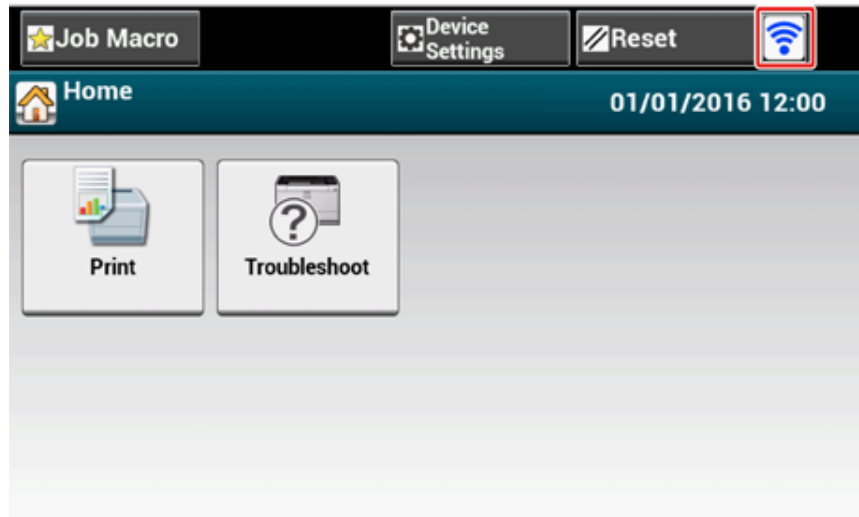 Job Macro
Device
Settings
Reset
Home
01/01/2016 12:00
Print
Troubleshoot